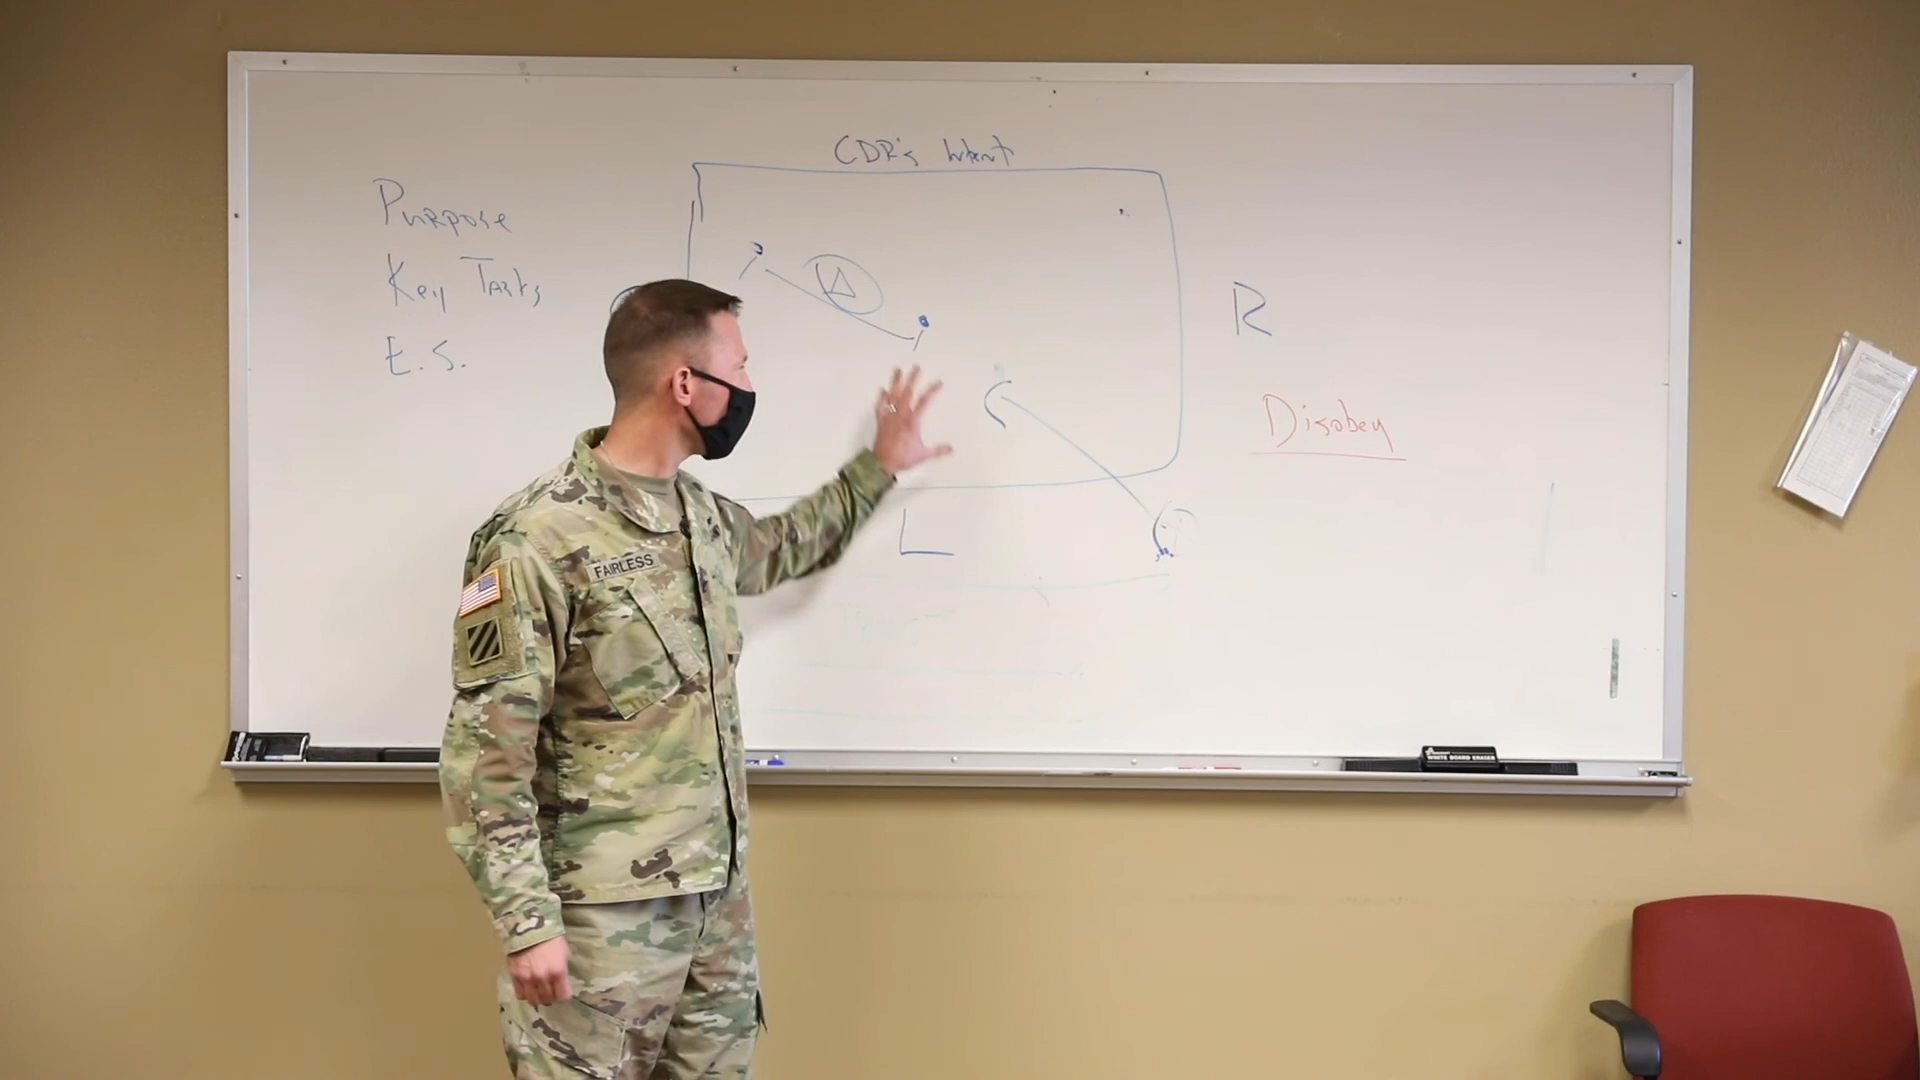 CDR's Intent
Purpose
Key Tasks
E.S.
R
Disobey
L
FAIRLESS
WHITE BOARD ERASER